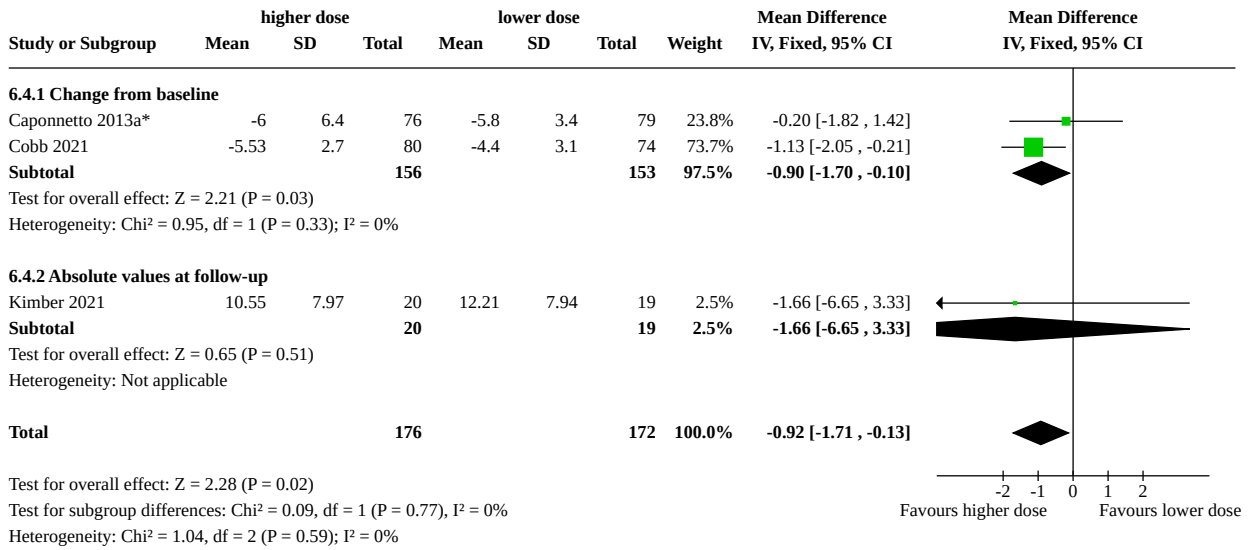 higher dose lower dose Mean Difference Mean Difference
Study or Subgroup Mean SD Total Mean SD Total Weight IV, Fixed, 95% CI IV, Fixed, 95% CI
6.4.1 Change from baseline
Caponnetto 2013a* -6 6.4 76 -5.8 3.4 79 23.8% -0.20 [-1.82 , 1.42]
Cobb 2021 -5.53 2.7 80 -4.4 3.1 74 73.7% -1.13 [-2.05 , -0.21]
Subtotal 156 153 97.5% -0.90 [-1.70 , -0.10]
Test for overall effect: Z = 2.21 (P = 0.03)
Heterogeneity: Chi² = 0.95, df = 1 (P = 0.33); I² = 0%
6.4.2 Absolute values at follow-up
Kimber 2021 10.55 7.97 20 12.21 7.94 19 2.5% -1.66 [-6.65 , 3.33]
Subtotal 20 19 2.5% -1.66 [-6.65 , 3.33]
Test for overall effect: Z = 0.65 (P = 0.51)
Heterogeneity: Not applicable
Total 176 172 100.0% -0.92 [-1.71 , -0.13]
Test for overall effect: Z = 2.28 (P = 0.02) -2 -1 0 1 2
Test for subgroup differences: Chi² = 0.09, df = 1 (P = 0.77), I² = 0% Favours higher dose Favours lower dose
Heterogeneity: Chi² = 1.04, df = 2 (P = 0.59); I² = 0%